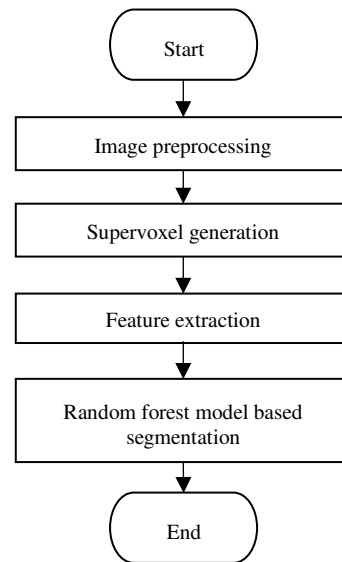 Start
Image preprocessing
Supervoxel generation
Feature extraction
Random forest model based
segmentation
End